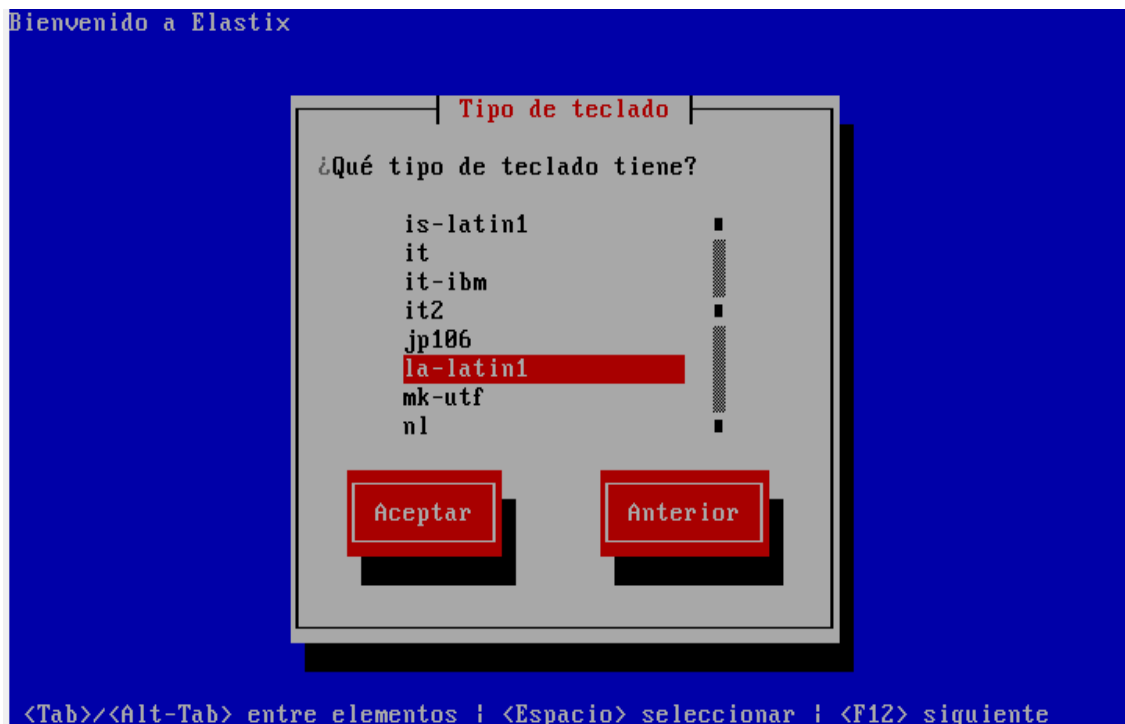 Bienvenido a Elastix
Tipo de teclado
¿Qué tipo de teclado tiene?
is-latin1
it
it-ibm
it2
jp106
la-latin1
mk-utf
nl
Aceptar
Anterior
<Tab>/<Alt-Tab> entre elementos ¦ <Espacio> seleccionar ¦ <F12> siguiente